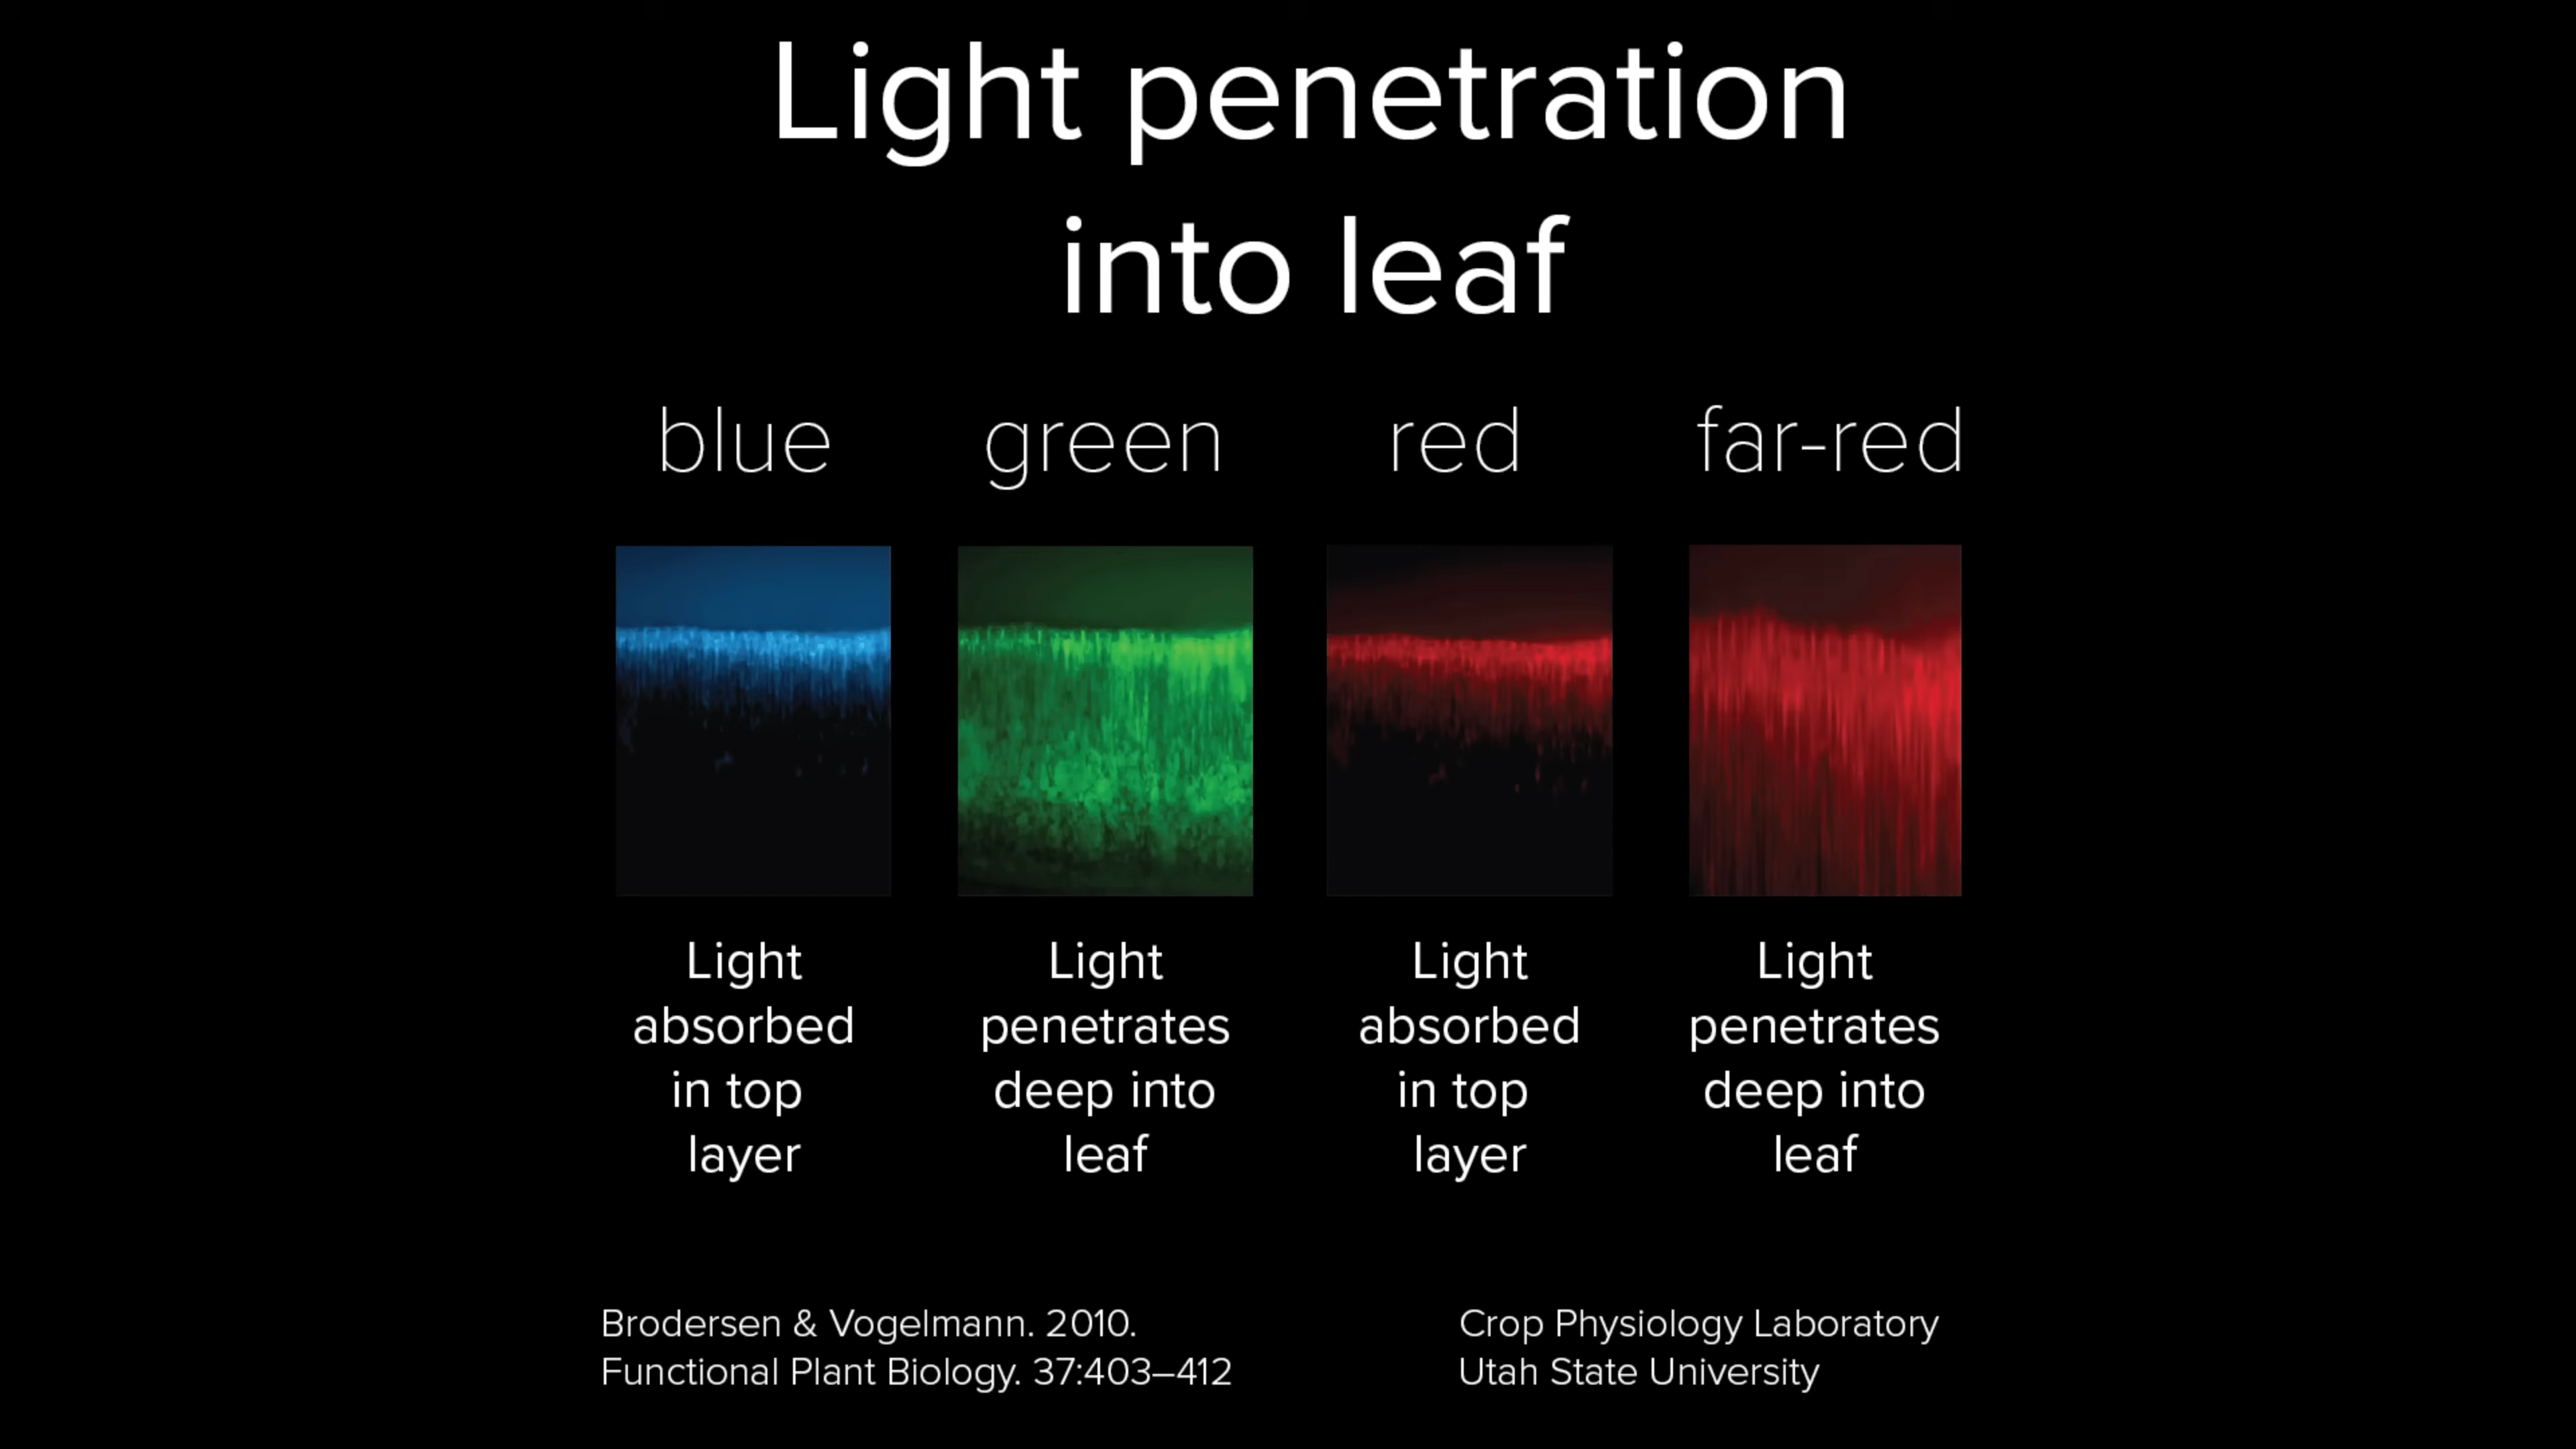 Light penetration
into leaf
blue
green
red
far-red
Light
absorbed
in top
layer
Light
penetrates
deep into
leaf
Light
absorbed
in top
layer
Light
penetrates
deep into
leaf
Brodersen & Vogelmann. 2010.
Functional Plant Biology. 37:403–412
Crop Physiology Laboratory
Utah State University